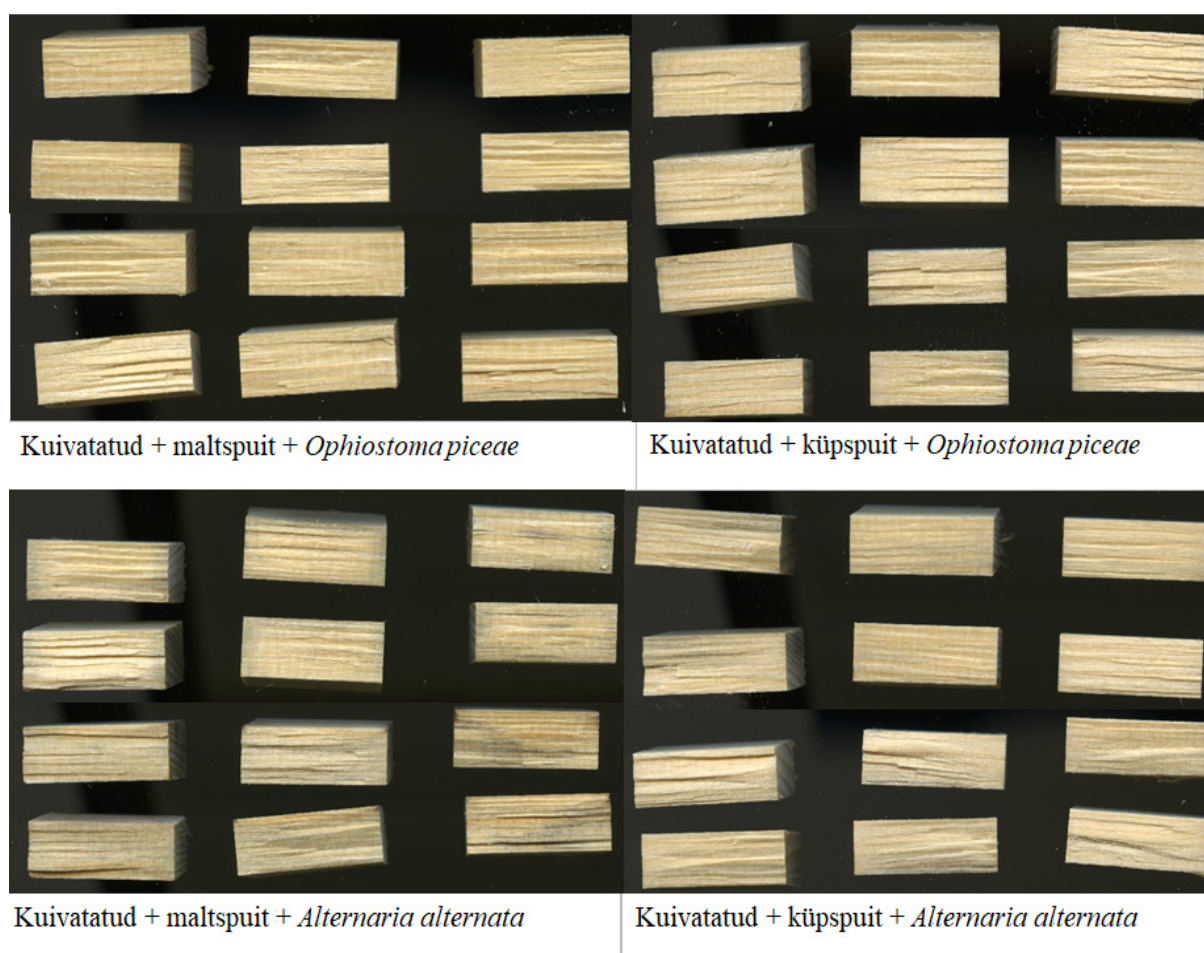 Kuivatatud + maltspuit + Ophiostoma piceae
Kuivatatud + küpspuit + Ophiostoma piceae
Kuivatatud + maltspuit + Alternaria alternata
Kuivatatud + küpspuit + Alternaria alternata